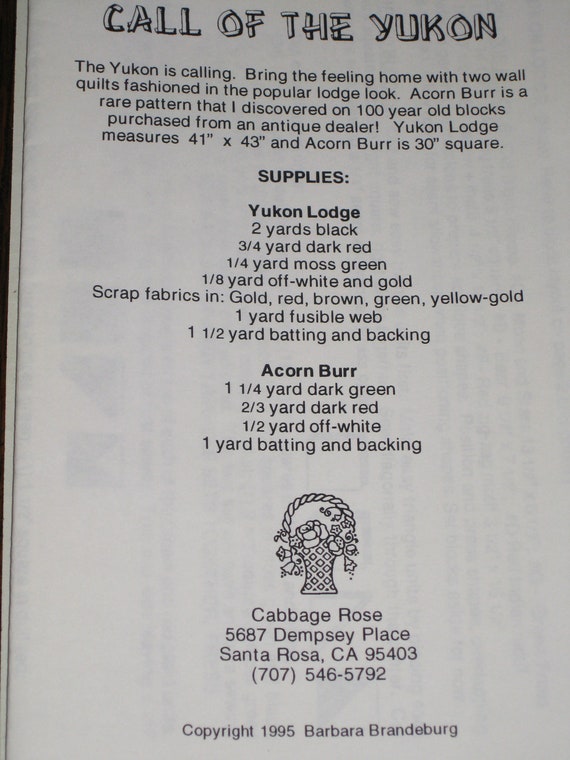 CALL OF THE YUKON
The Yukon is calling. Bring the feeling home with two wall
quilts fashioned in the popular lodge look. Acorn Burr is a
rare pattern that I discovered on 100 year old blocks
purchased from an antique dealer! Yukon Lodge
measures 41" x 43" and Acorn Burr is 30" square.
SUPPLIES:
Yukon Lodge
2 yards black
3/4 yard dark red
1/4 yard moss green
1/8 yard off-white and gold
Scrap fabrics in: Gold, red, brown, green, yellow-gold
1 yard fusible web
1 1/2 yard batting and backing
Acorn Burr
1 1/4 yard dark green
2/3 yard dark red
1/2 yard off-white
1 yard batting and backing
Cabbage Rose
5687 Dempsey Place
Santa Rosa, CA 95403
(707) 546-5792
Copyright 1995 Barbara Brandeburg